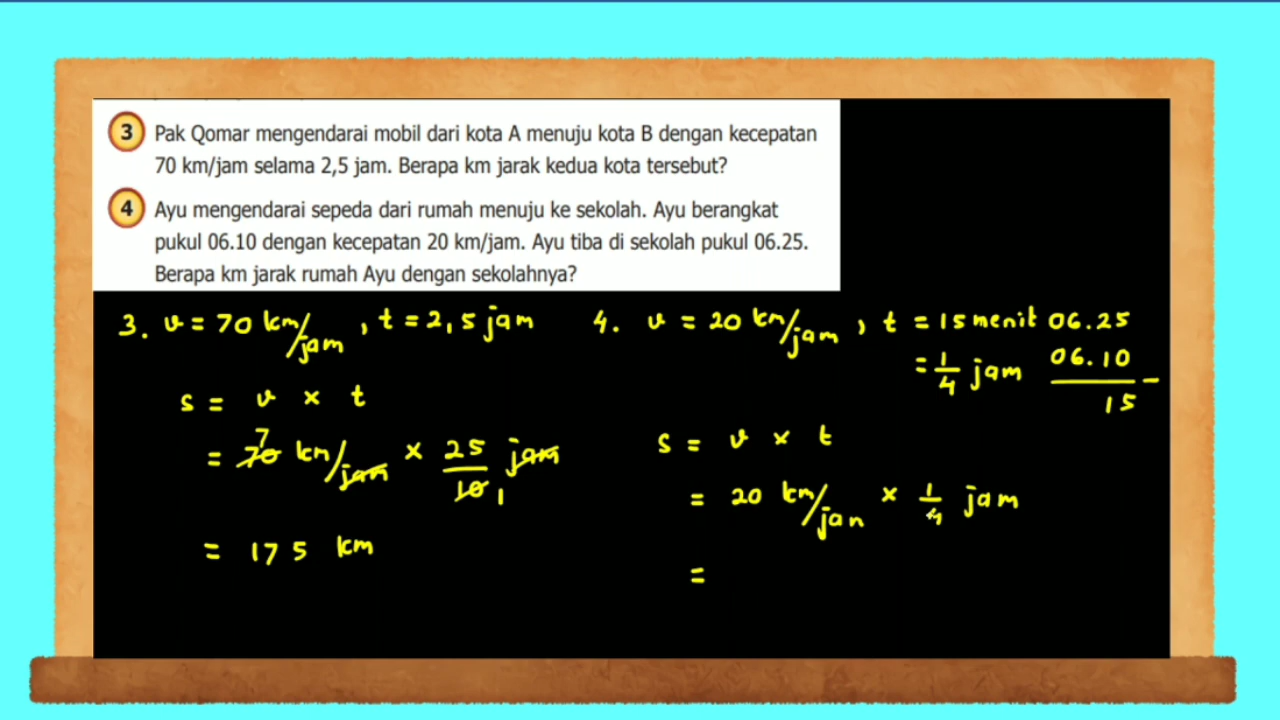 3 Pak Qomar mengendarai mobil dari kota A menuju kota B dengan kecepatan
70 km/jam selama 2,5 jam. Berapa km jarak kedua kota tersebut?
4 Ayu mengendarai sepeda dari rumah menuju ke sekolah. Ayu berangkat
pukul 06.10 dengan kecepatan 20 km/jam. Ayu tiba di sekolah pukul 06.25.
Berapa km jarak rumah Ayu dengan sekolahnya?
3. v = 70 km/jam, t = 2,5 jam
s = v x t
= 70 7 km/jam x 25/10 1 jam
= 175 km
4. v = 20 km/jam, t = 15 menit
= 1/4 jam
06.25
06.10 -
15
s = v x t
= 20 km/jam x 1/4 jam
=